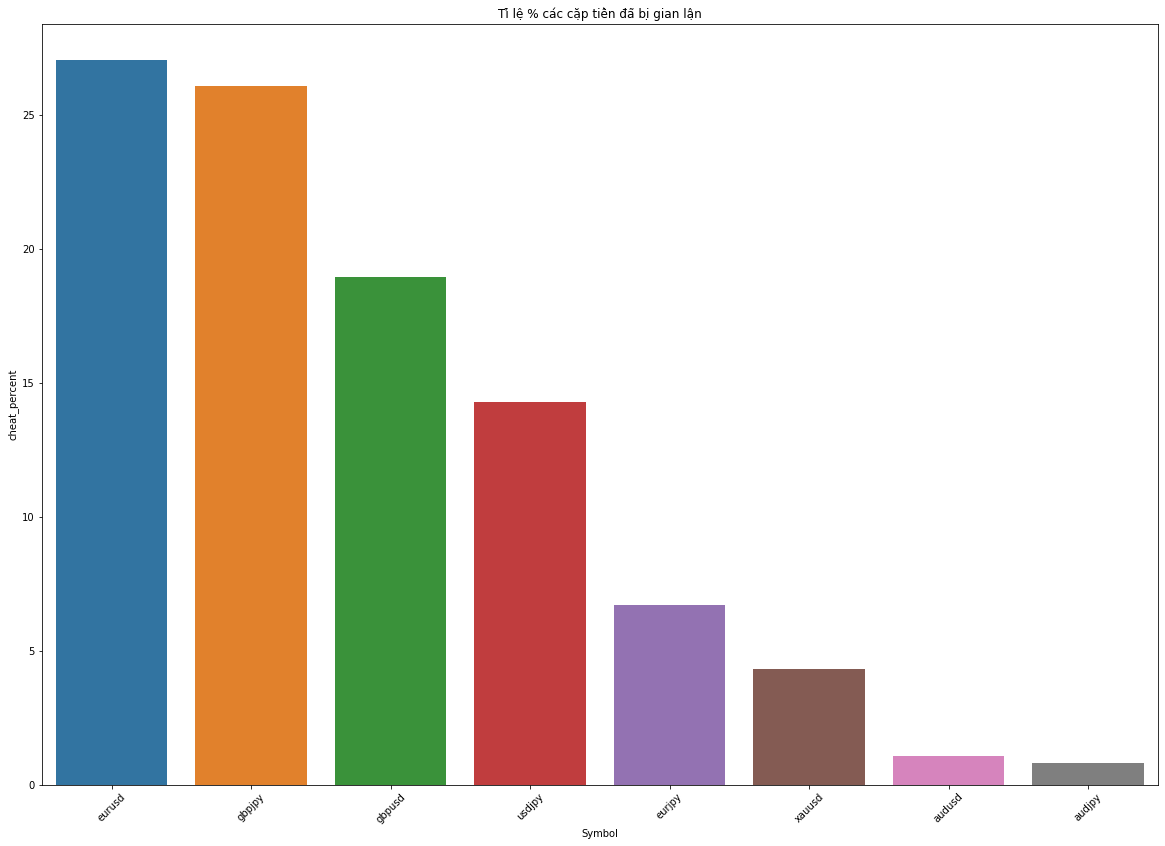 Tỉ lệ % các cặp tiền đã bị gian lận
25
20
15
10
5
0
cheat_percent
eurusd
gbpjpy
gbpusd
usdjpy
eurjpy
xauusd
audusd
audjpy
Symbol